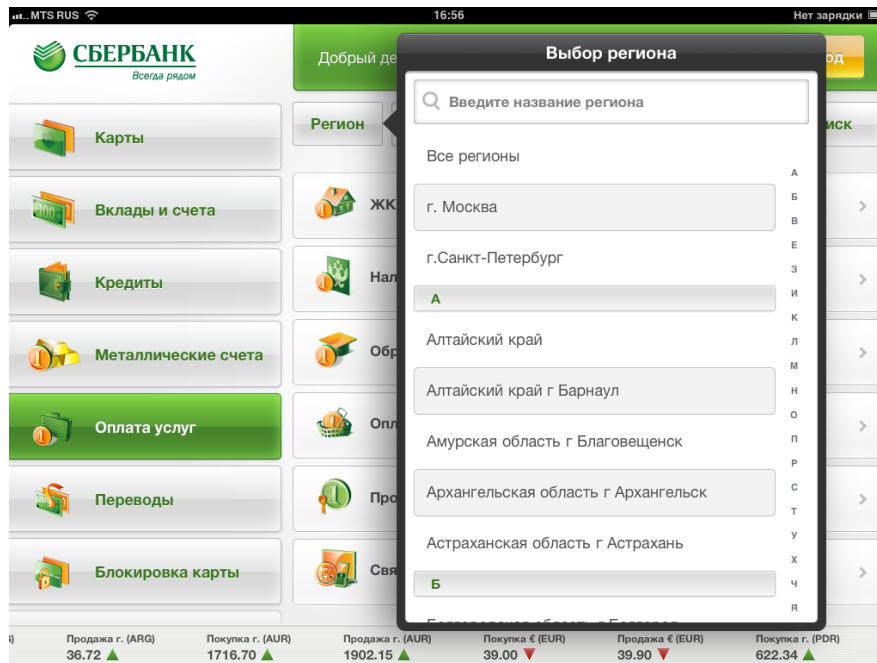 MTS RUS
16:56
Нет зарядки
СБЕРБАНК
Всегда рядом
Добрый де
Выбор региона
од
Введите название региона
Регион
иск
Карты
Вклады и счета
Кредиты
Металлические счета
Оплата услуг
Переводы
Блокировка карты
ЖК
Нал
Обр
Опл
Про
Свя
Все регионы
г. Москва
г.Санкт-Петербург
А
Алтайский край
Алтайский край г Барнаул
Амурская область г Благовещенск
Архангельская область г Архангельск
Астраханская область г Астрахань
Б
А
Б
В
Е
З
И
К
Л
М
Н
О
П
Р
С
Т
У
Х
Ч
Я
Продажа г. (ARG)
Покупка г. (AUR)
Продажа г. (AUR)
Покупка € (EUR)
Продажа € (EUR)
Покупка г. (PDR)
36.72
1716.70
1902.15
39.00
39.90
622.34